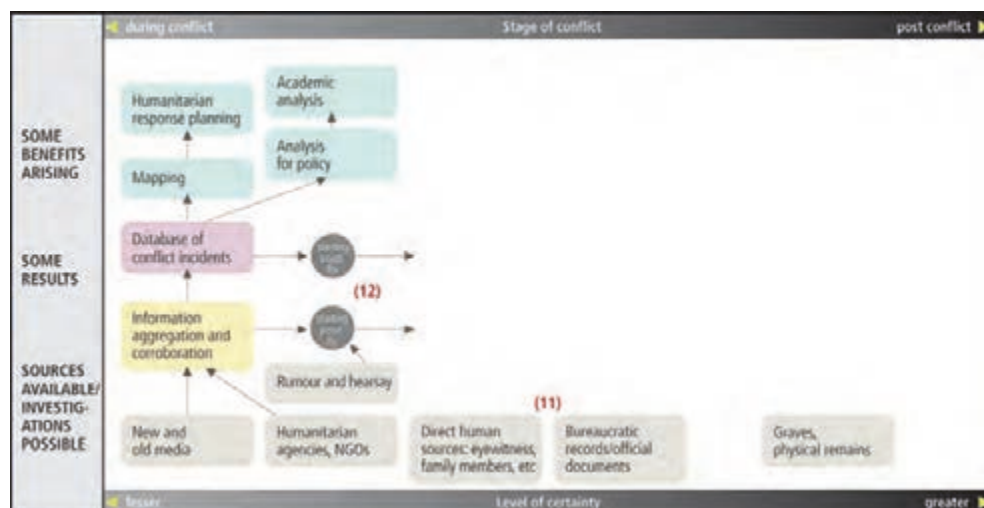 during conflict
Stage of conflict
post conflict
SOME
BENEFITS
ARISING
Humanitarian
response planning
Academic
analysis
Mapping
Analysis
for policy
SOME
RESULTS
Database of
conflict incidents
(12)
Information
aggregation and
corroboration
Rumour and hearsay
SOURCES
AVAILABLE/
INVESTIG-
ATIONS
POSSIBLE
(11)
New and
old media
Humanitarian
agencies, NGOs
Direct human
sources: eyewitness,
family members, etc
Bureaucratic
records/official
documents
Graves,
physical remains
lesser
Level of certainty
greater